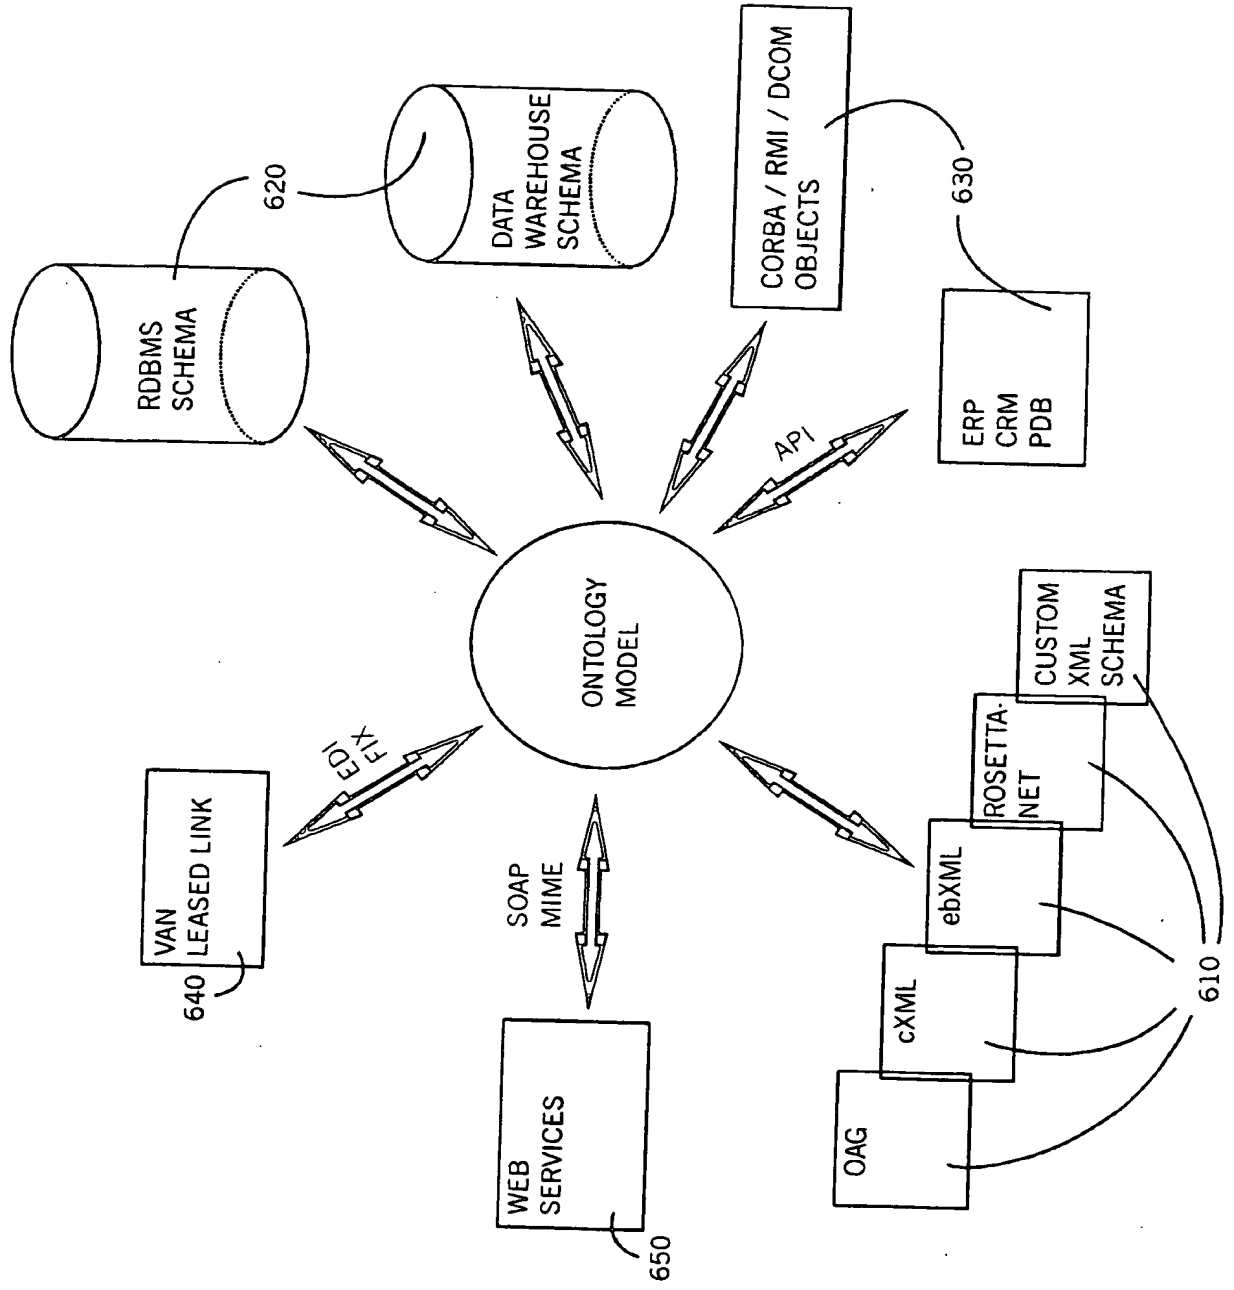 VAN
LEASED LINK
640
EDI
FIX
RDBMS
SCHEMA
620
DATA
WAREHOUSE
SCHEMA
WEB
SERVICES
650
SOAP
MIME
ONTOLOGY
MODEL
API
CORBA / RMI / DCOM
OBJECTS
630
ERP
CRM
PDB
OAG
cXML
ebXML
ROSETTA-
NET
CUSTOM
XML
SCHEMA
610